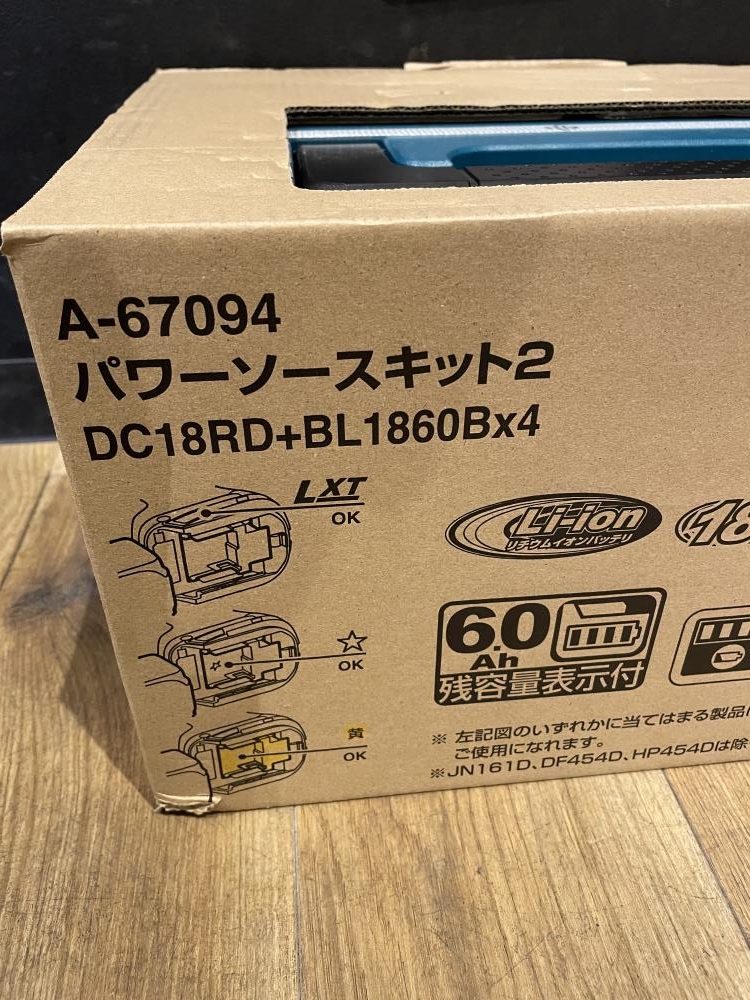 A-67094
パワーソースキット2
DC18RD+BL1860Bx4
LXT
OK
☆
OK
黄
OK
Li-ion
リチウムイオンバッテリ
18
6.0
Ah
残容量表示付
※ 左記図のいずれかに当てはまる製品に
ご使用になれます。
※JN161D、DF454D、HP454Dは除